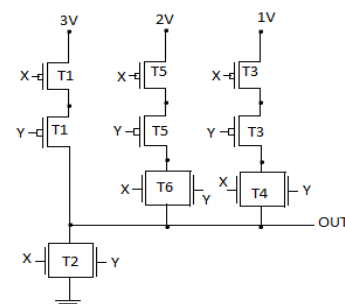 3V 2V 1V
X T1 X T5 X T3
Y T1 Y T5 Y T3
X T6 Y X T4 Y
OUT
X T2 Y